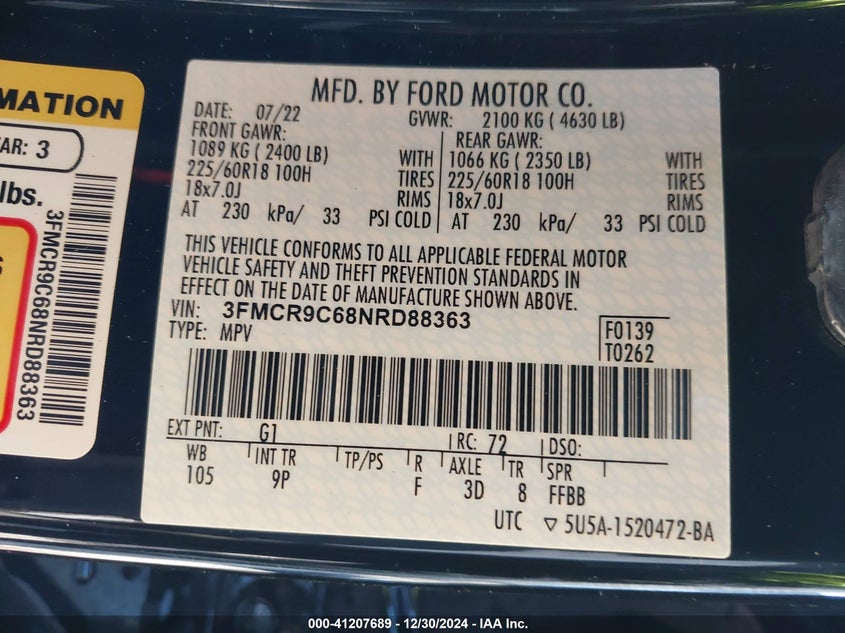 MATION
AR: 3
lbs.
3FMCR9C68NRD88363
MFD. BY FORD MOTOR CO.
DATE: 07/22 GVWR: 2100 KG ( 4630 LB)
FRONT GAWR: REAR GAWR:
1089 KG ( 2400 LB) WITH 1066 KG ( 2350 LB) WITH
225/60R18 100H TIRES 225/60R18 100H TIRES
18x7.0J RIMS 18x7.0J RIMS
AT 230 kPa/ 33 PSI COLD AT 230 kPa/ 33 PSI COLD
THIS VEHICLE CONFORMS TO ALL APPLICABLE FEDERAL MOTOR
VEHICLE SAFETY AND THEFT PREVENTION STANDARDS IN
EFFECT ON THE DATE OF MANUFACTURE SHOWN ABOVE.
VIN: 3FMCR9C68NRD88363 F0139
TYPE: MPV T0262
EXT PNT: G1 RC: 72 DSO:
WB INT TR TP/PS R AXLE TR SPR
105 9P F 3D 8 FFBB
UTC ▽ 5U5A-1520472-BA
000-41207689 - 12/30/2024 - IAA Inc.